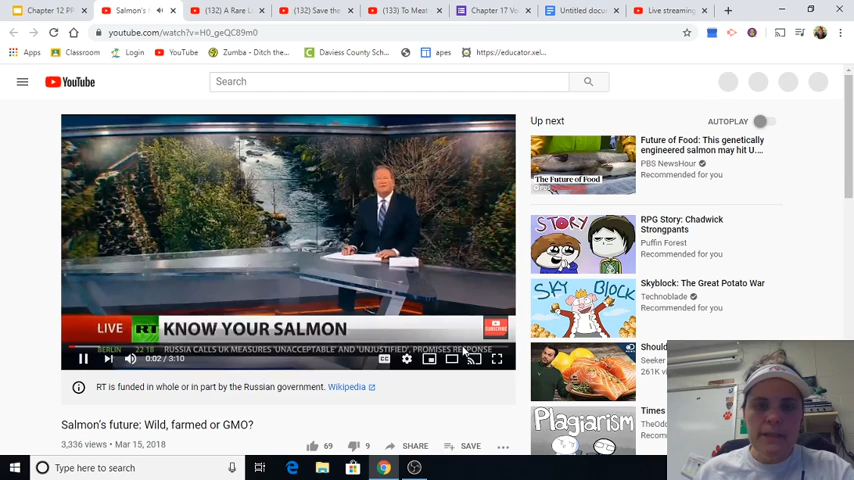 Chapter 12 PP
Salmon's
(132) A Rare L
(132) Save the
(133) To Meat
Chapter 17 Vo
Untitled docu
Live streaming
youtube.com/watch?v=H0_geQC89m0
Apps
Classroom
Login
YouTube
Zumba - Ditch the...
Daviess County Sch...
apes
https://educator.xel...
YouTube
Search
Up next
AUTOPLAY
Future of Food: This genetically
engineered salmon may hit U....
PBS NewsHour
Recommended for you
The Future of Food
RPG Story: Chadwick
Strongpants
Puffin Forest
Recommended for you
STORY
Skyblock: The Great Potato War
Technoblade
Recommended for you
SKY
BLOCK
LIVE
RT
KNOW YOUR SALMON
SUBSCRIBE
BERLIN 22:18 RUSSIA CALLS UK MEASURES 'UNACCEPTABLE' AND 'UNJUSTIFIED', PROMISES RESPONSE
0:02 / 3:10
CC
Shoul
Seeker
261K vi
RT is funded in whole or in part by the Russian government. Wikipedia
Salmon's future: Wild, farmed or GMO?
3,336 views • Mar 15, 2018
69
9
SHARE
SAVE
Plagiarism
Times
TheOdd
Recomm
Type here to search